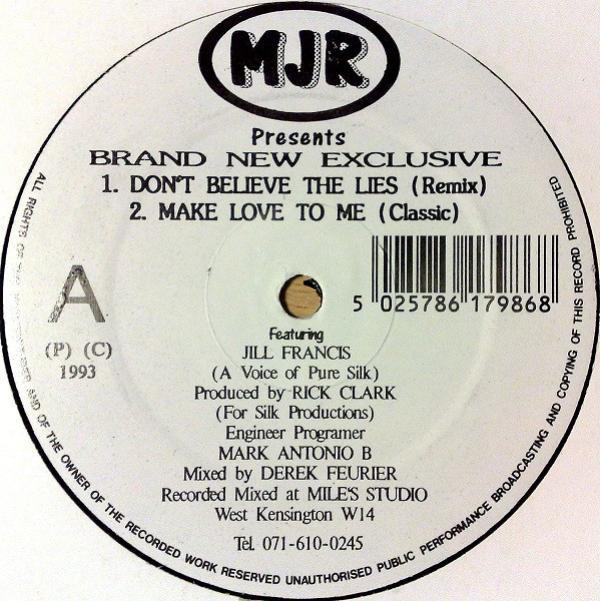 MJR
Presents
BRAND NEW EXCLUSIVE
1. DON'T BELIEVE THE LIES (Remix)
2. MAKE LOVE TO ME (Classic)
5 025786 179868
A
(P) (C)
1993
Featuring
JILL FRANCIS
(A Voice of Pure Silk)
Produced by RICK CLARK
(For Silk Productions)
Engineer Programer
MARK ANTONIO B
Mixed by DEREK FEURIER
Recorded Mixed at MILE'S STUDIO
West Kensington W14
Tel 071-610-0245
ALL RIGHTS OF AND OF THE OWNER OF THE RECORDED WORK RESERVED UNAUTHORISED PUBLIC PERFORMANCE BROADCASTING AND COPYING OF THIS RECORD PROHIBITED